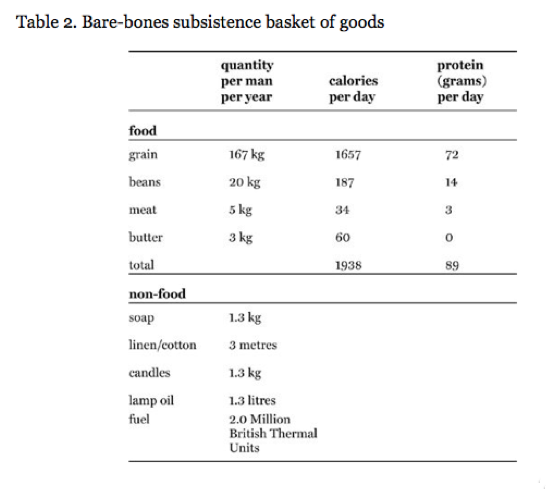 Table 2. Bare-bones subsistence basket of goods
quantity per man per year calories per day protein (grams) per day
food
grain 167 kg 1657 72
beans 20 kg 187 14
meat 5 kg 34 3
butter 3 kg 60 0
total 1938 89
non-food
soap 1.3 kg
linen/cotton 3 metres
candles 1.3 kg
lamp oil 1.3 litres
fuel 2.0 Million British Thermal Units